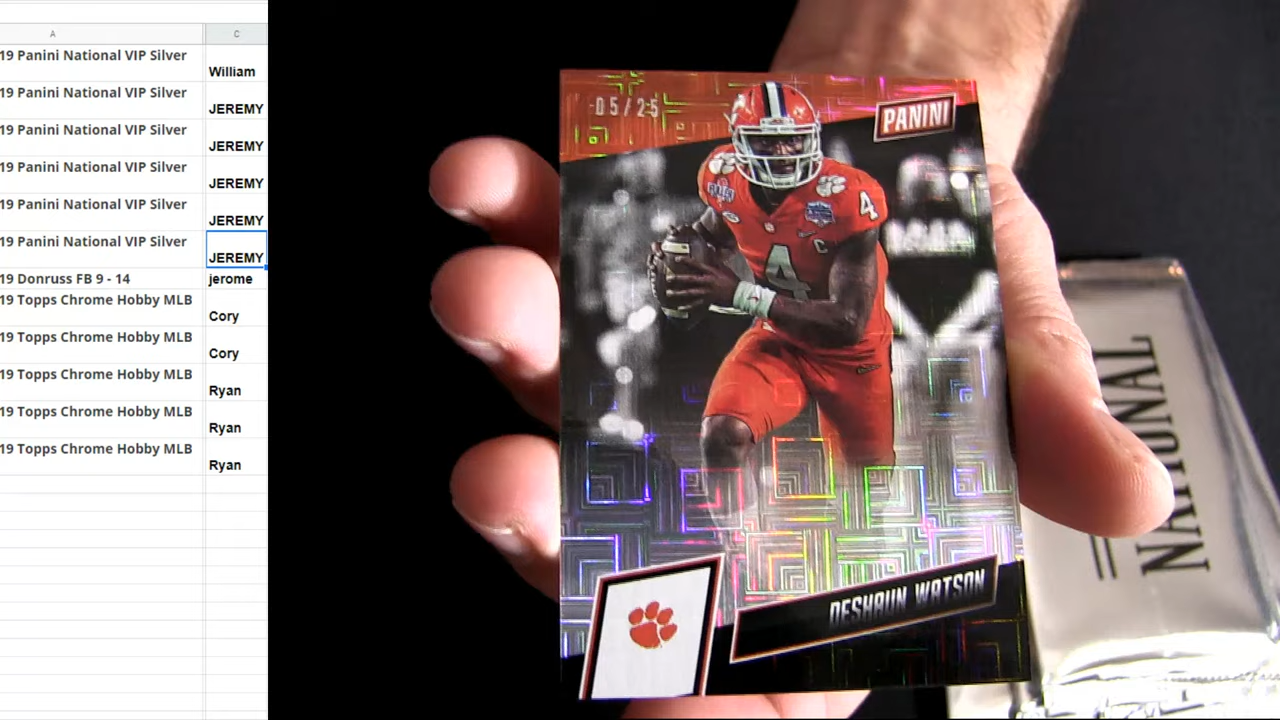 A C
19 Panini National VIP Silver William
19 Panini National VIP Silver JEREMY
19 Panini National VIP Silver JEREMY
19 Panini National VIP Silver JEREMY
19 Panini National VIP Silver JEREMY
19 Panini National VIP Silver JEREMY
19 Donruss FB 9 - 14 jerome
19 Topps Chrome Hobby MLB Cory
19 Topps Chrome Hobby MLB Cory
19 Topps Chrome Hobby MLB Ryan
19 Topps Chrome Hobby MLB Ryan
19 Topps Chrome Hobby MLB Ryan
05/25
PANINI
4
C
4
DESHAUN WATSON
NATIONAL